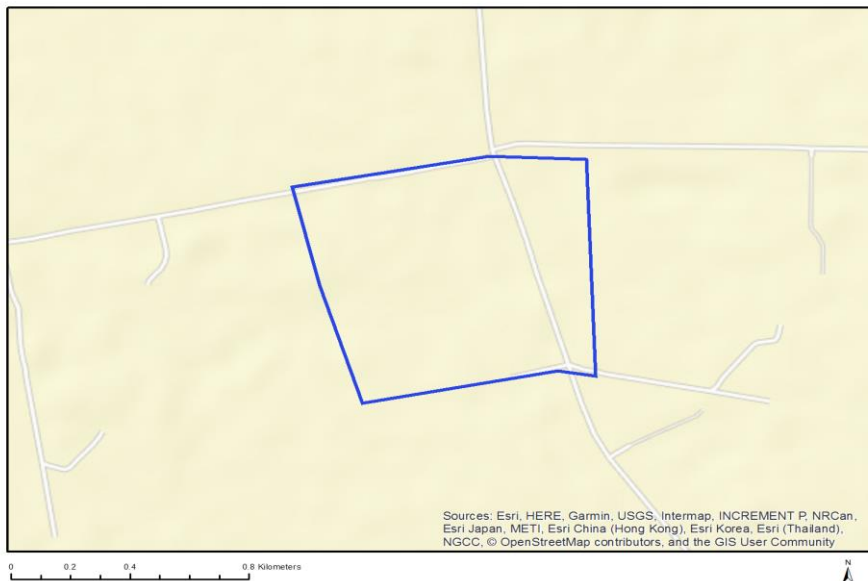 Sources: Esri, HERE, Garmin, USGS, Intermap, INCREMENT P, NRCan,
Esri Japan, METI, Esri China (Hong Kong), Esri Korea, Esri (Thailand),
NGCC, © OpenStreetMap contributors, and the GIS User Community
0 0.2 0.4 0.8 Kilometers
N